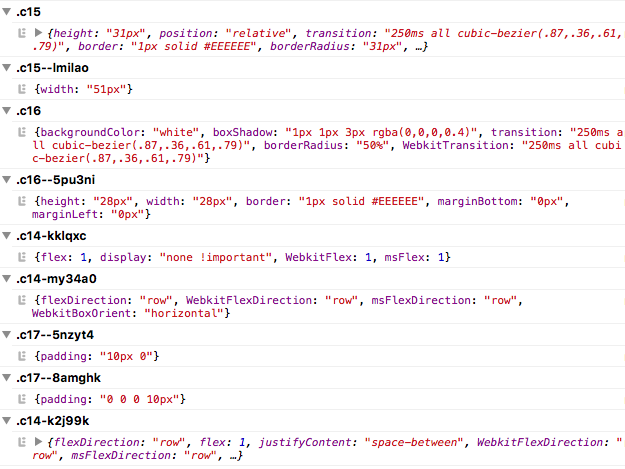 .c15
{height: "31px", position: "relative", transition: "250ms all cubic-bezier(.87,.36,.61,
.79)", border: "1px solid #EEEEEE", borderRadius: "31px", …}
.c15--lmilao
{width: "51px"}
.c16
{backgroundColor: "white", boxShadow: "1px 1px 3px rgba(0,0,0,0.4)", transition: "250ms a
ll cubic-bezier(.87,.36,.61,.79)", borderRadius: "50%", WebkitTransition: "250ms all cubi
c-bezier(.87,.36,.61,.79)"}
.c16--5pu3ni
{height: "28px", width: "28px", border: "1px solid #EEEEEE", marginBottom: "0px",
marginLeft: "0px"}
.c14-kklqxc
{flex: 1, display: "none !important", WebkitFlex: 1, msFlex: 1}
.c14-my34a0
{flexDirection: "row", WebkitFlexDirection: "row", msFlexDirection: "row",
WebkitBoxOrient: "horizontal"}
.c17--5nzyt4
{padding: "10px 0"}
.c17--8amghk
{padding: "0 0 0 10px"}
.c14-k2j99k
{flexDirection: "row", flex: 1, justifyContent: "space-between", WebkitFlexDirection: "
row", msFlexDirection: "row", …}